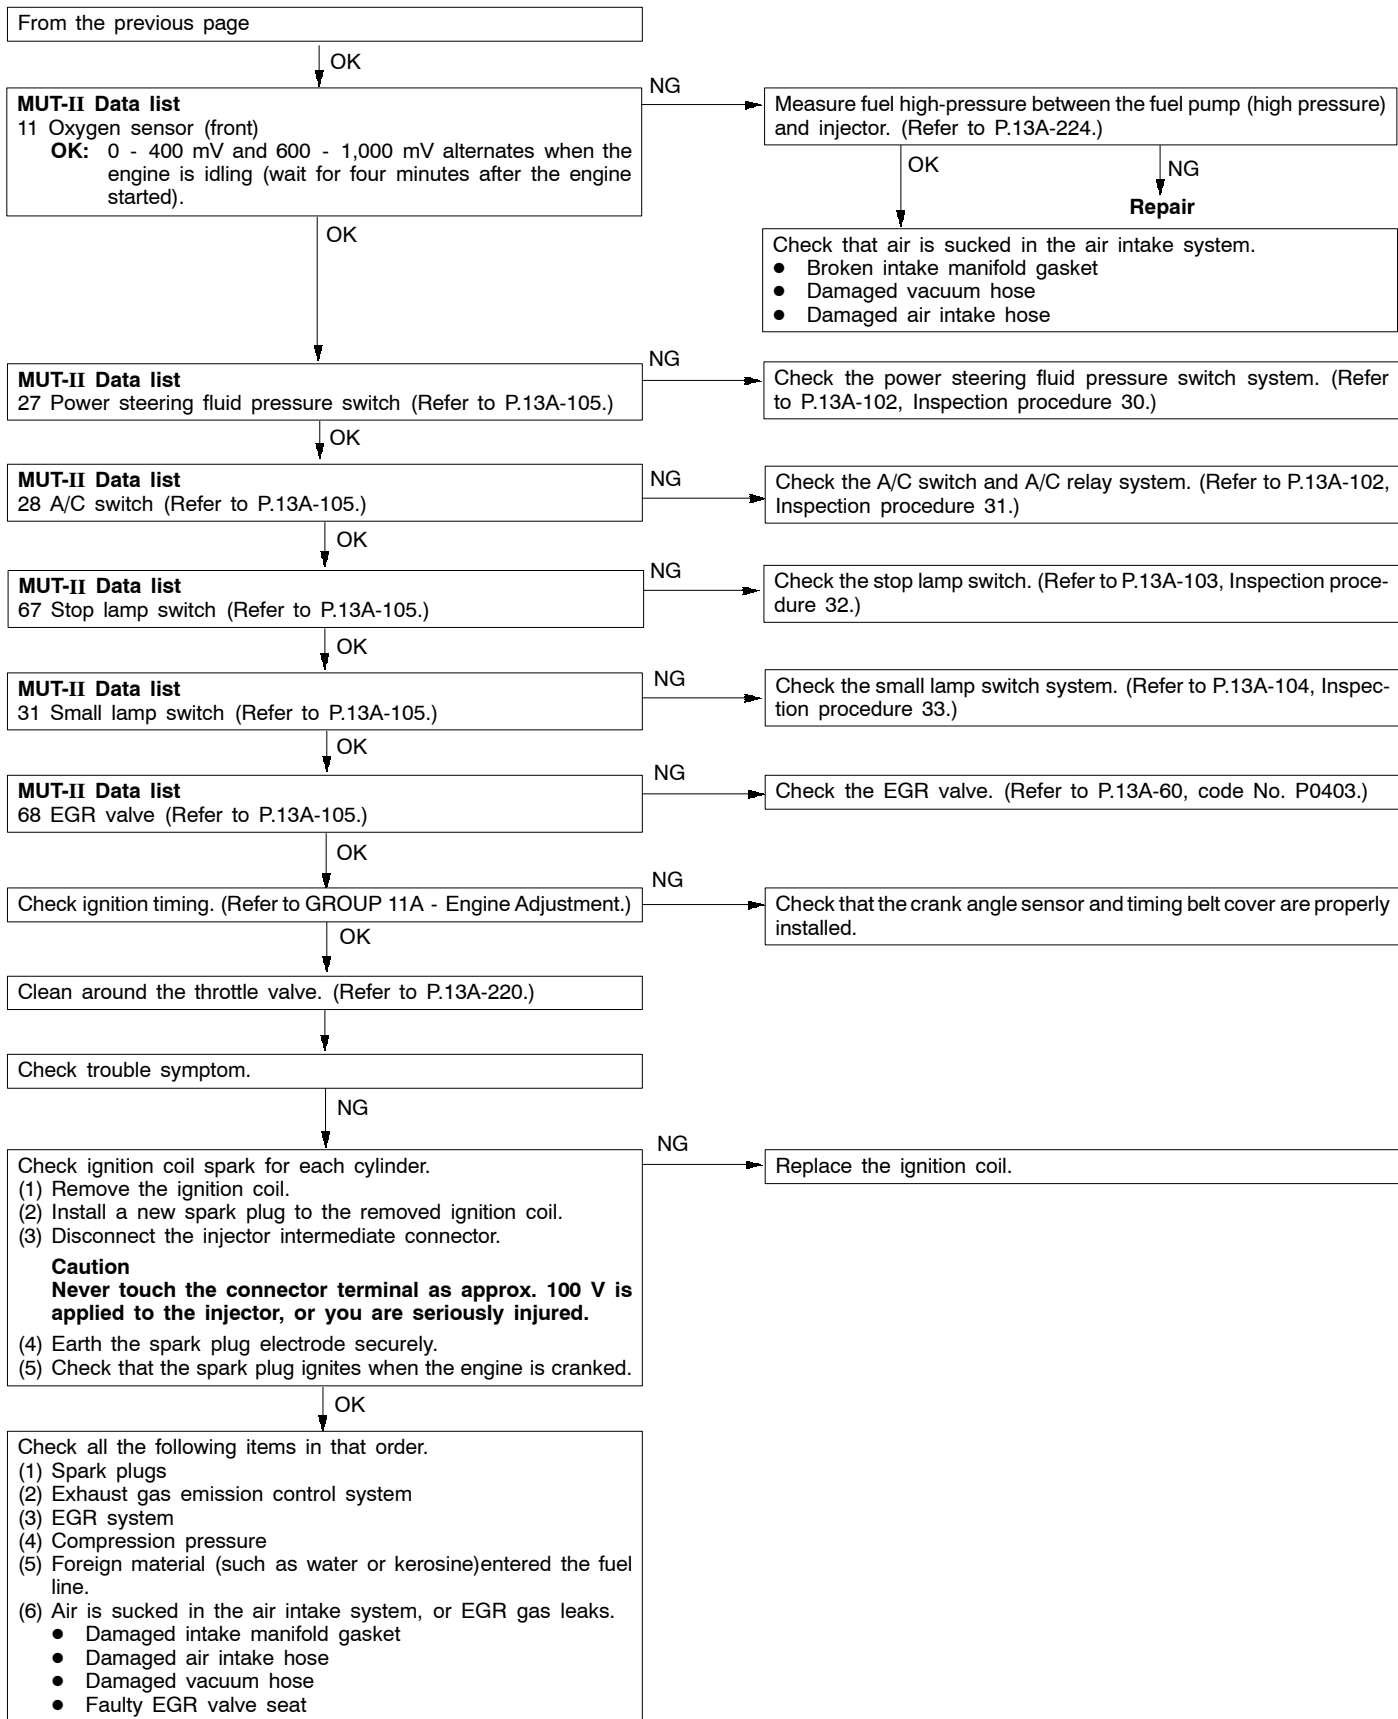 From the previous page
OK
MUT-II Data list
11 Oxygen sensor (front)
OK: 0 - 400 mV and 600 - 1,000 mV alternates when the
engine is idling (wait for four minutes after the engine
started).
NG
Measure fuel high-pressure between the fuel pump (high pressure)
and injector. (Refer to P.13A-224.)
OK
NG
Repair
Check that air is sucked in the air intake system.
● Broken intake manifold gasket
● Damaged vacuum hose
● Damaged air intake hose
OK
MUT-II Data list
27 Power steering fluid pressure switch (Refer to P.13A-105.)
NG
Check the power steering fluid pressure switch system. (Refer
to P.13A-102, Inspection procedure 30.)
OK
MUT-II Data list
28 A/C switch (Refer to P.13A-105.)
NG
Check the A/C switch and A/C relay system. (Refer to P.13A-102,
Inspection procedure 31.)
OK
MUT-II Data list
67 Stop lamp switch (Refer to P.13A-105.)
NG
Check the stop lamp switch. (Refer to P.13A-103, Inspection proce-
dure 32.)
OK
MUT-II Data list
31 Small lamp switch (Refer to P.13A-105.)
NG
Check the small lamp switch system. (Refer to P.13A-104, Inspec-
tion procedure 33.)
OK
MUT-II Data list
68 EGR valve (Refer to P.13A-105.)
NG
Check the EGR valve. (Refer to P.13A-60, code No. P0403.)
OK
Check ignition timing. (Refer to GROUP 11A - Engine Adjustment.)
NG
Check that the crank angle sensor and timing belt cover are properly
installed.
OK
Clean around the throttle valve. (Refer to P.13A-220.)
Check trouble symptom.
NG
Check ignition coil spark for each cylinder.
(1) Remove the ignition coil.
(2) Install a new spark plug to the removed ignition coil.
(3) Disconnect the injector intermediate connector.
Caution
Never touch the connector terminal as approx. 100 V is
applied to the injector, or you are seriously injured.
(4) Earth the spark plug electrode securely.
(5) Check that the spark plug ignites when the engine is cranked.
NG
Replace the ignition coil.
OK
Check all the following items in that order.
(1) Spark plugs
(2) Exhaust gas emission control system
(3) EGR system
(4) Compression pressure
(5) Foreign material (such as water or kerosine)entered the fuel
line.
(6) Air is sucked in the air intake system, or EGR gas leaks.
● Damaged intake manifold gasket
● Damaged air intake hose
● Damaged vacuum hose
● Faulty EGR valve seat